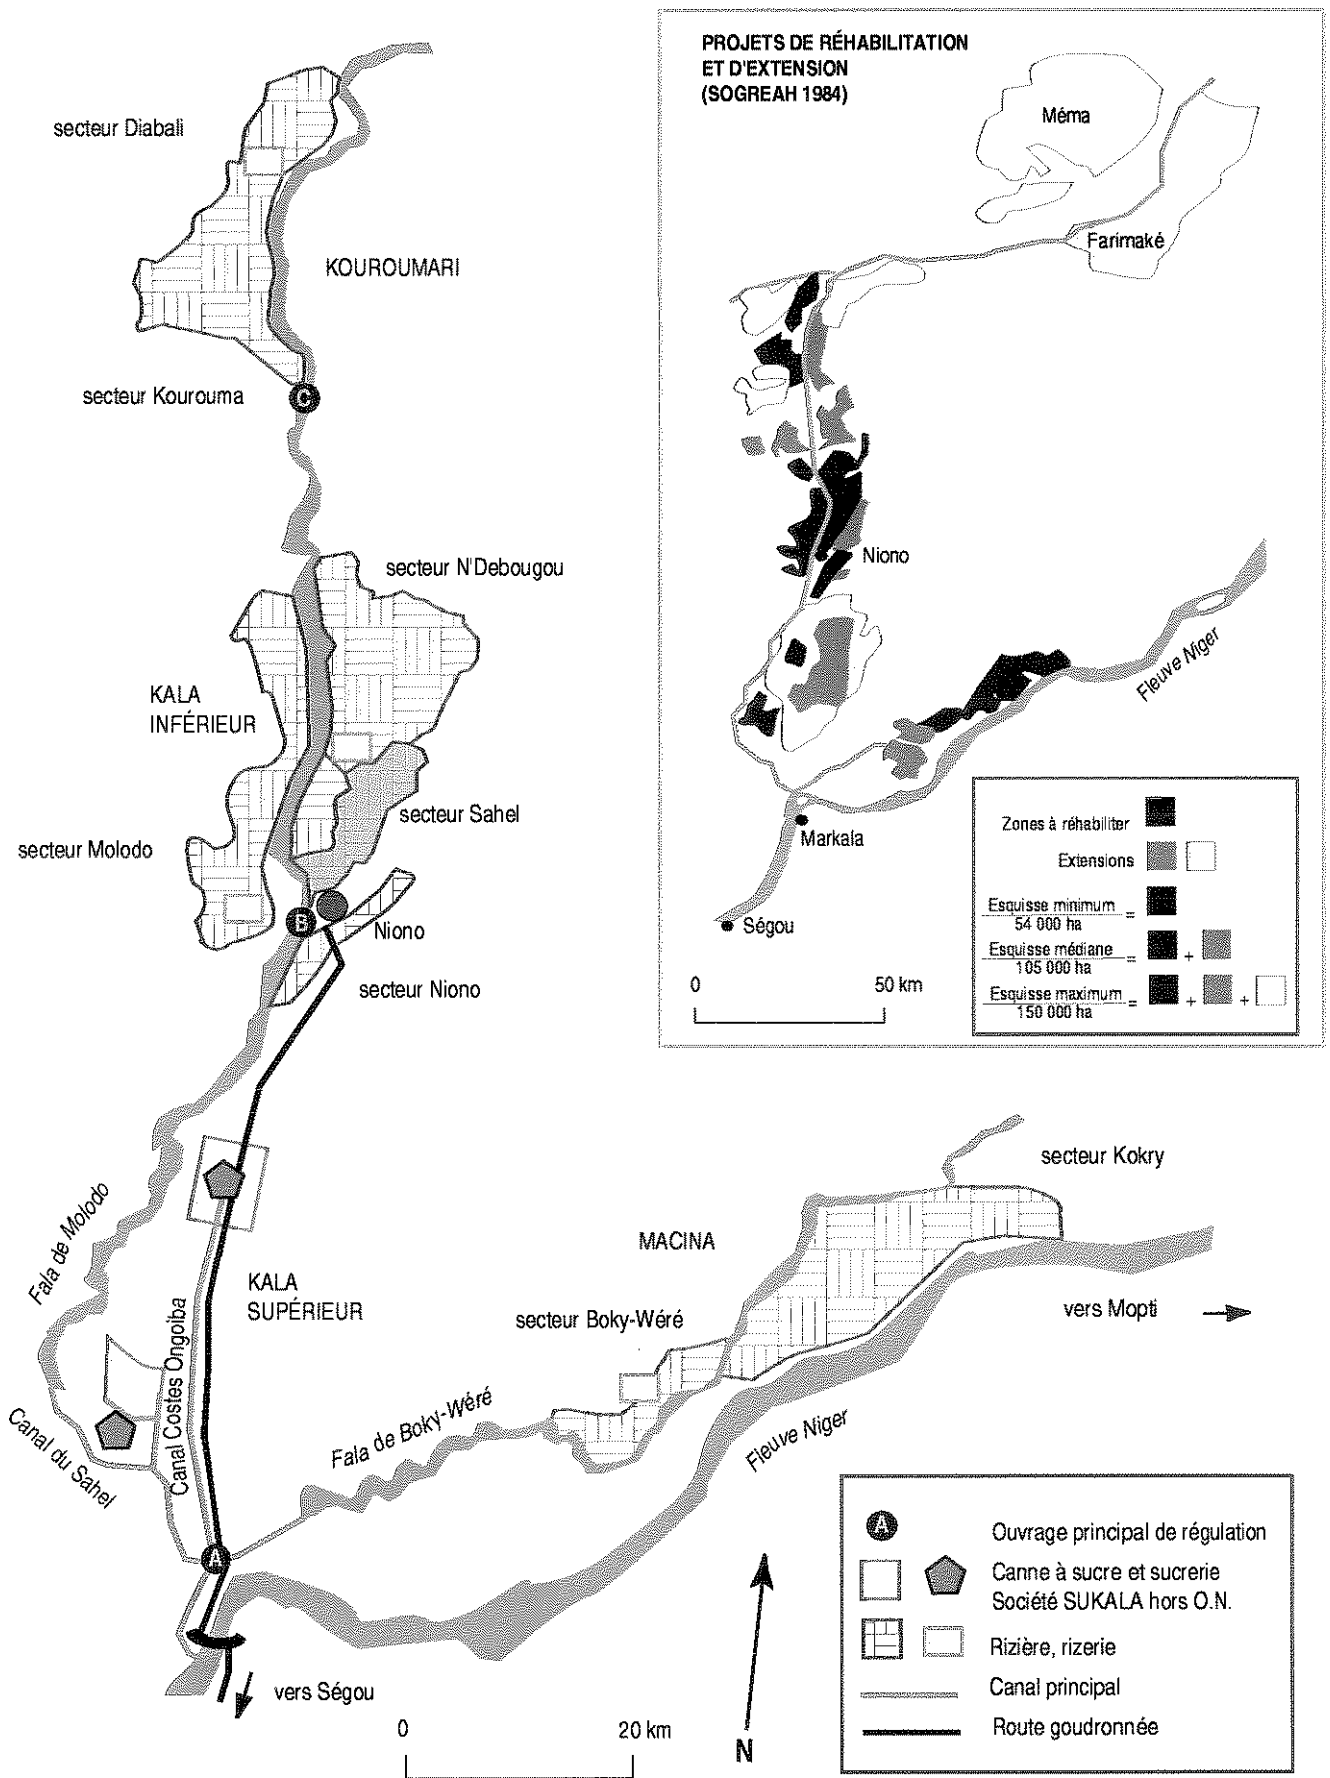 PROJETS DE RÉHABILITATION
ET D'EXTENSION
(SOGREAH 1984)
Méma
Farimaké
Niono
Fleuve Niger
Markala
Ségou
0 50 km
Zones à réhabiliter
Extensions
Esquisse minimum
54 000 ha
=
Esquisse médiane
105 000 ha
= +
Esquisse maximum
150 000 ha
= + +
secteur Diabali
KOUROUMARI
secteur Kourouma
C
secteur N'Debougou
KALA
INFÉRIEUR
secteur Sahel
secteur Molodo
B
Niono
secteur Niono
Fala de Molodo
KALA
SUPÉRIEUR
Canal Costes Ongoiba
Canal du Sahel
A
secteur Kokry
MACINA
secteur Boky-Wéré
vers Mopti
Fala de Boky-Wéré
Fleuve Niger
vers Ségou
0 20 km
N
A
Ouvrage principal de régulation
Canne à sucre et sucrerie
Société SUKALA hors O.N.
Rizière, rizerie
Canal principal
Route goudronnée